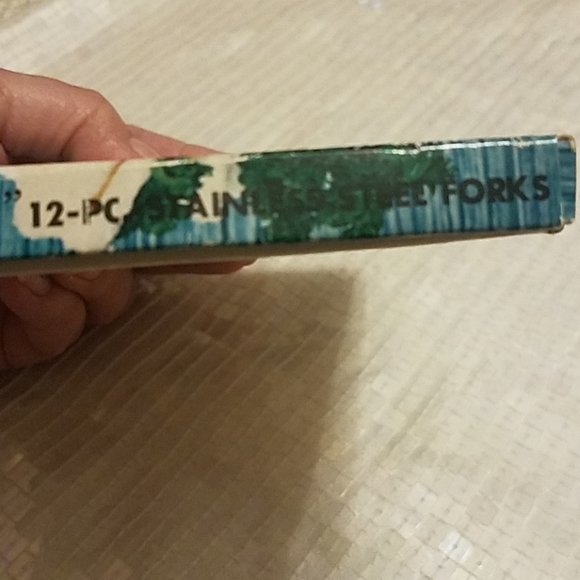 ” 12-PC. STAINLESS STEEL FORKS